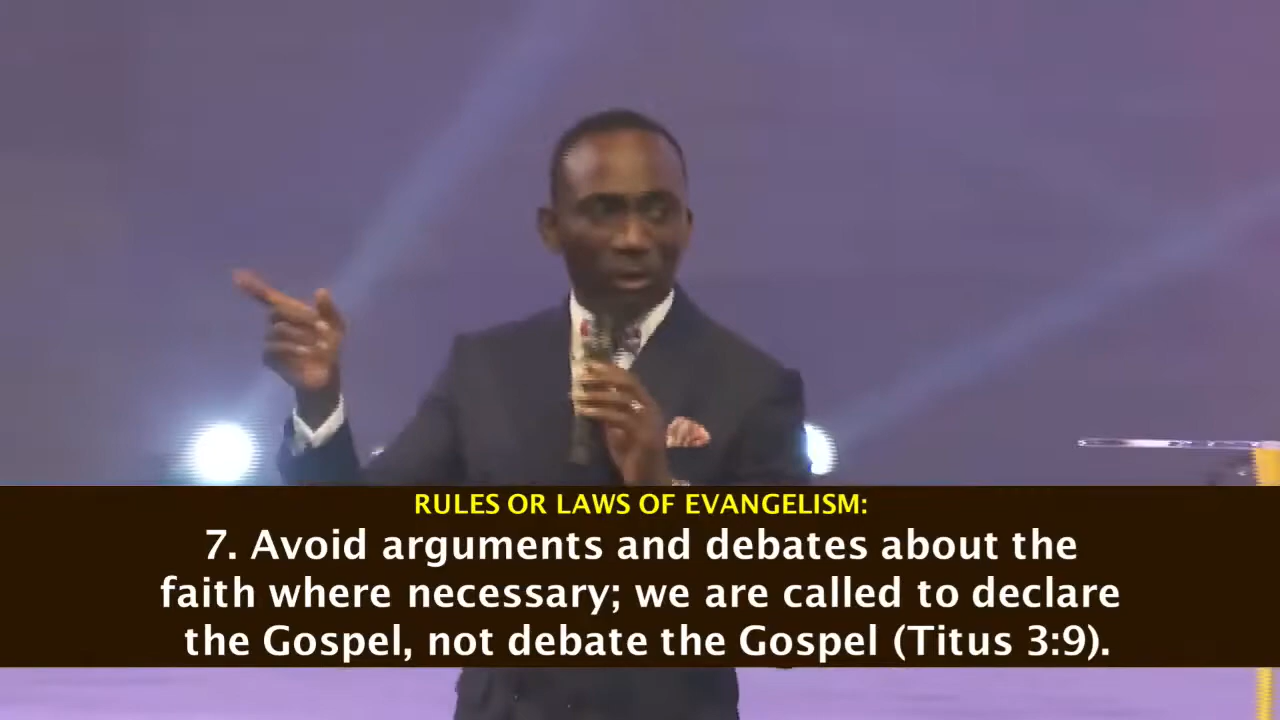 RULES OR LAWS OF EVANGELISM:
7. Avoid arguments and debates about the
faith where necessary; we are called to declare
the Gospel, not debate the Gospel (Titus 3:9).